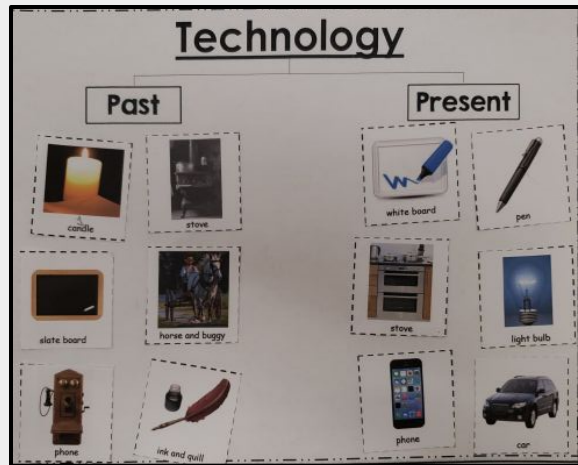 Technology
Past
Present
candle
stove
white board
pen
slate board
horse and buggy
stove
light bulb
phone
ink and quill
phone
car